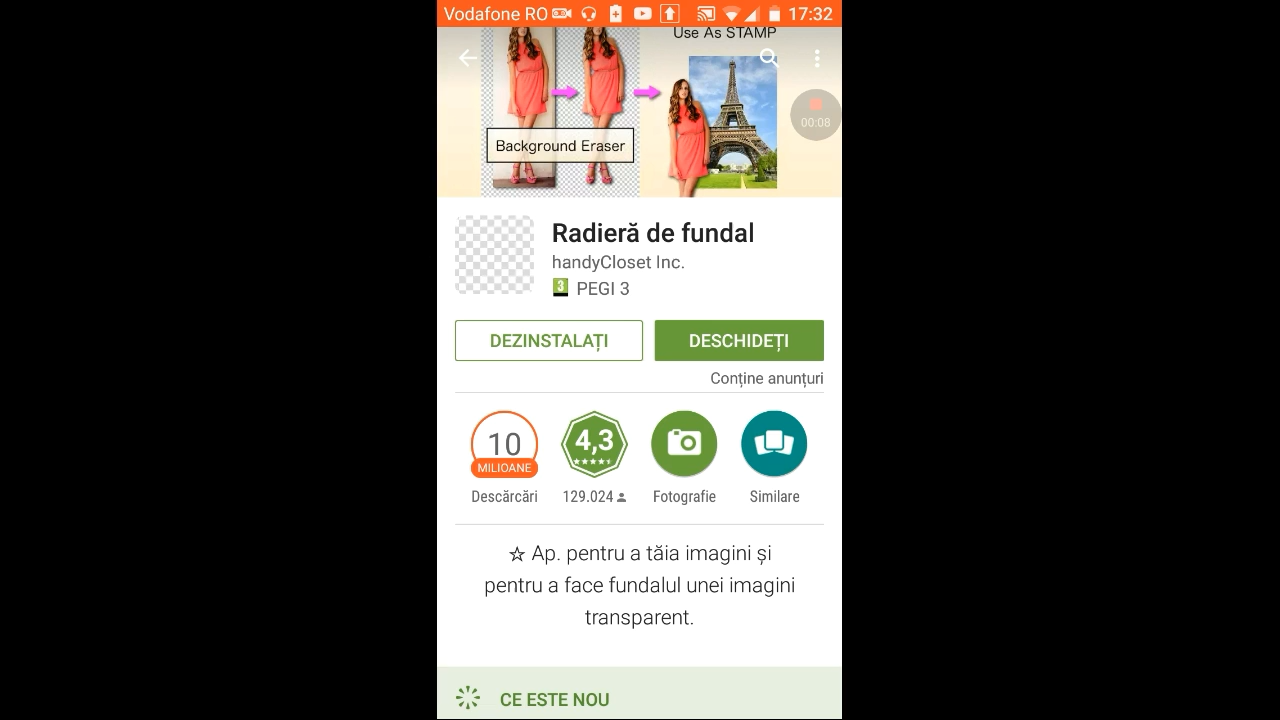 Vodafone RO 17:32
Use As STAMP
00:08
Background Eraser
Radieră de fundal
handyCloset Inc.
3 PEGI 3
DEZINSTALAȚI DESCHIDEȚI
Conține anunțuri
10 4,3
MILIOANE
Descărcări 129.024 Fotografie Similare
☆ Ap. pentru a tăia imagini și
pentru a face fundalul unei imagini
transparent.
CE ESTE NOU